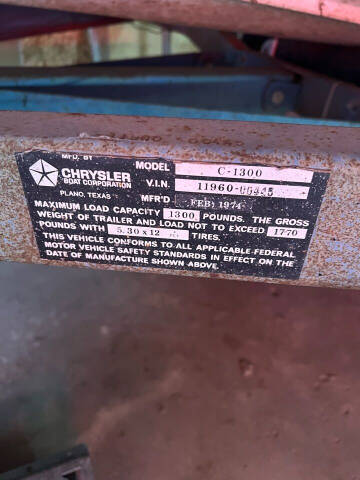 MFD. BY
CHRYSLER
BOAT CORPORATION
PLANO, TEXAS
MODEL C-1300
V.I.N. 11960-05445
MFR'D FEB| 1974
MAXIMUM LOAD CAPACITY 1300 POUNDS. THE GROSS
WEIGHT OF TRAILER AND LOAD NOT TO EXCEED 1770
POUNDS WITH 5.30 x 12 TIRES.
THIS VEHICLE CONFORMS TO ALL APPLICABLE FEDERAL
MOTOR VEHICLE SAFETY STANDARDS IN EFFECT ON THE
DATE OF MANUFACTURE SHOWN ABOVE.